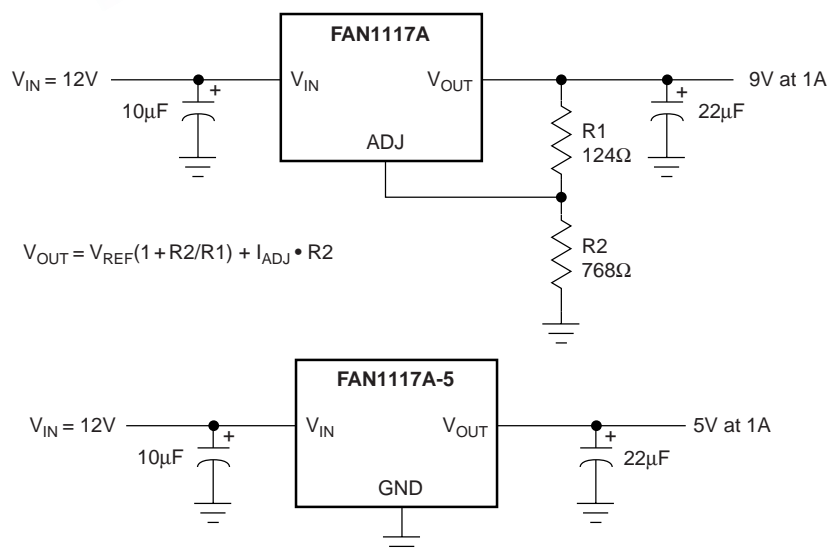 FAN1117A
V_IN = 12V
V_IN
V_OUT
9V at 1A
10μF
+
ADJ
R1
124Ω
+
22μF
V_OUT = V_REF(1 + R2/R1) + I_ADJ • R2
R2
768Ω
FAN1117A-5
V_IN = 12V
V_IN
V_OUT
5V at 1A
10μF
+
GND
+
22μF